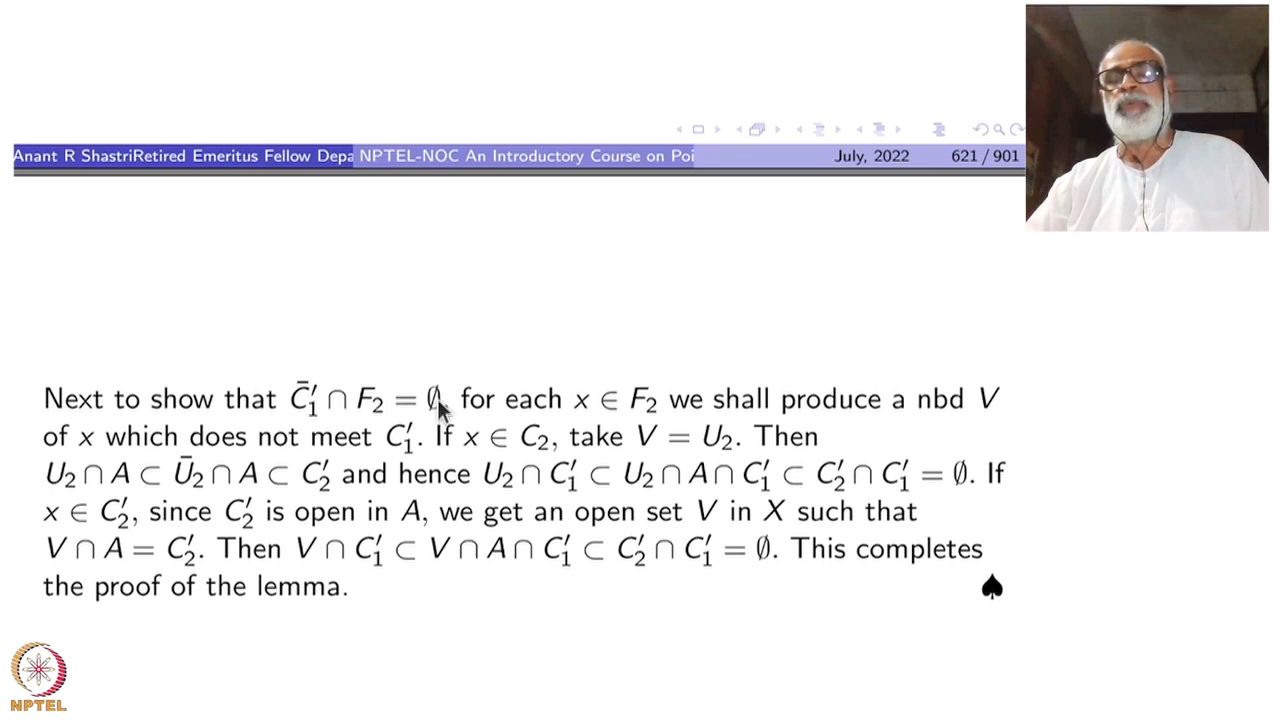 Anant R ShastriRetired Emeritus Fellow Depa NPTEL-NOC An Introductory Course on Poi July, 2022 621 / 901
Next to show that C̄′₁ ∩ F₂ = ∅, for each x ∈ F₂ we shall produce a nbd V
of x which does not meet C′₁. If x ∈ C₂, take V = U₂. Then
U₂ ∩ A ⊂ Ū₂ ∩ A ⊂ C′₂ and hence U₂ ∩ C′₁ ⊂ U₂ ∩ A ∩ C′₁ ⊂ C′₂ ∩ C′₁ = ∅. If
x ∈ C′₂, since C′₂ is open in A, we get an open set V in X such that
V ∩ A = C′₂. Then V ∩ C′₁ ⊂ V ∩ A ∩ C′₁ ⊂ C′₂ ∩ C′₁ = ∅. This completes
the proof of the lemma. ♠
NPTEL